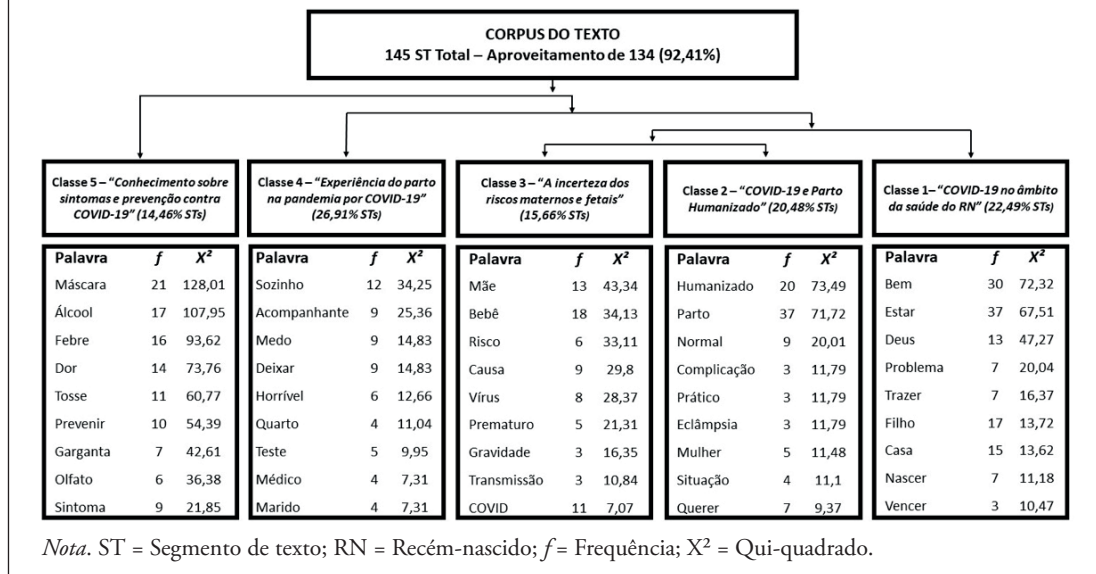 CORPUS DO TEXTO
145 ST Total – Aproveitamento de 134 (92,41%)
Classe 5 – “Conhecimento sobre
sintomas e prevenção contra
COVID-19” (14,46% STs)
Palavra f X²
Máscara 21 128,01
Álcool 17 107,95
Febre 16 93,62
Dor 14 73,76
Tosse 11 60,77
Prevenir 10 54,39
Garganta 7 42,61
Olfato 6 36,38
Sintoma 9 21,85
Classe 4 – “Experiência do parto
na pandemia por COVID-19”
(26,91% STs)
Palavra f X²
Sozinho 12 34,25
Acompanhante 9 25,36
Medo 9 14,83
Deixar 9 14,83
Horrível 6 12,66
Quarto 4 11,04
Teste 5 9,95
Médico 4 7,31
Marido 4 7,31
Classe 3 – “A incerteza dos
riscos maternos e fetais”
(15,66% STs)
Palavra f X²
Mãe 13 43,34
Bebê 18 34,13
Risco 6 33,11
Causa 9 29,8
Vírus 8 28,37
Prematuro 5 21,31
Gravidade 3 16,35
Transmissão 3 10,84
COVID 11 7,07
Classe 2 – “COVID-19 e Parto
Humanizado” (20,48% STs)
Palavra f X²
Humanizado 20 73,49
Parto 37 71,72
Normal 9 20,01
Complicação 3 11,79
Prático 3 11,79
Eclâmpsia 3 11,79
Mulher 5 11,48
Situação 4 11,1
Querer 7 9,37
Classe 1– “COVID-19 no âmbito
da saúde do RN” (22,49% STs)
Palavra f X²
Bem 30 72,32
Estar 37 67,51
Deus 13 47,27
Problema 7 20,04
Trazer 7 16,37
Filho 17 13,72
Casa 15 13,62
Nascer 7 11,18
Vencer 3 10,47
Nota. ST = Segmento de texto; RN = Recém-nascido; f = Frequência; X² = Qui-quadrado.